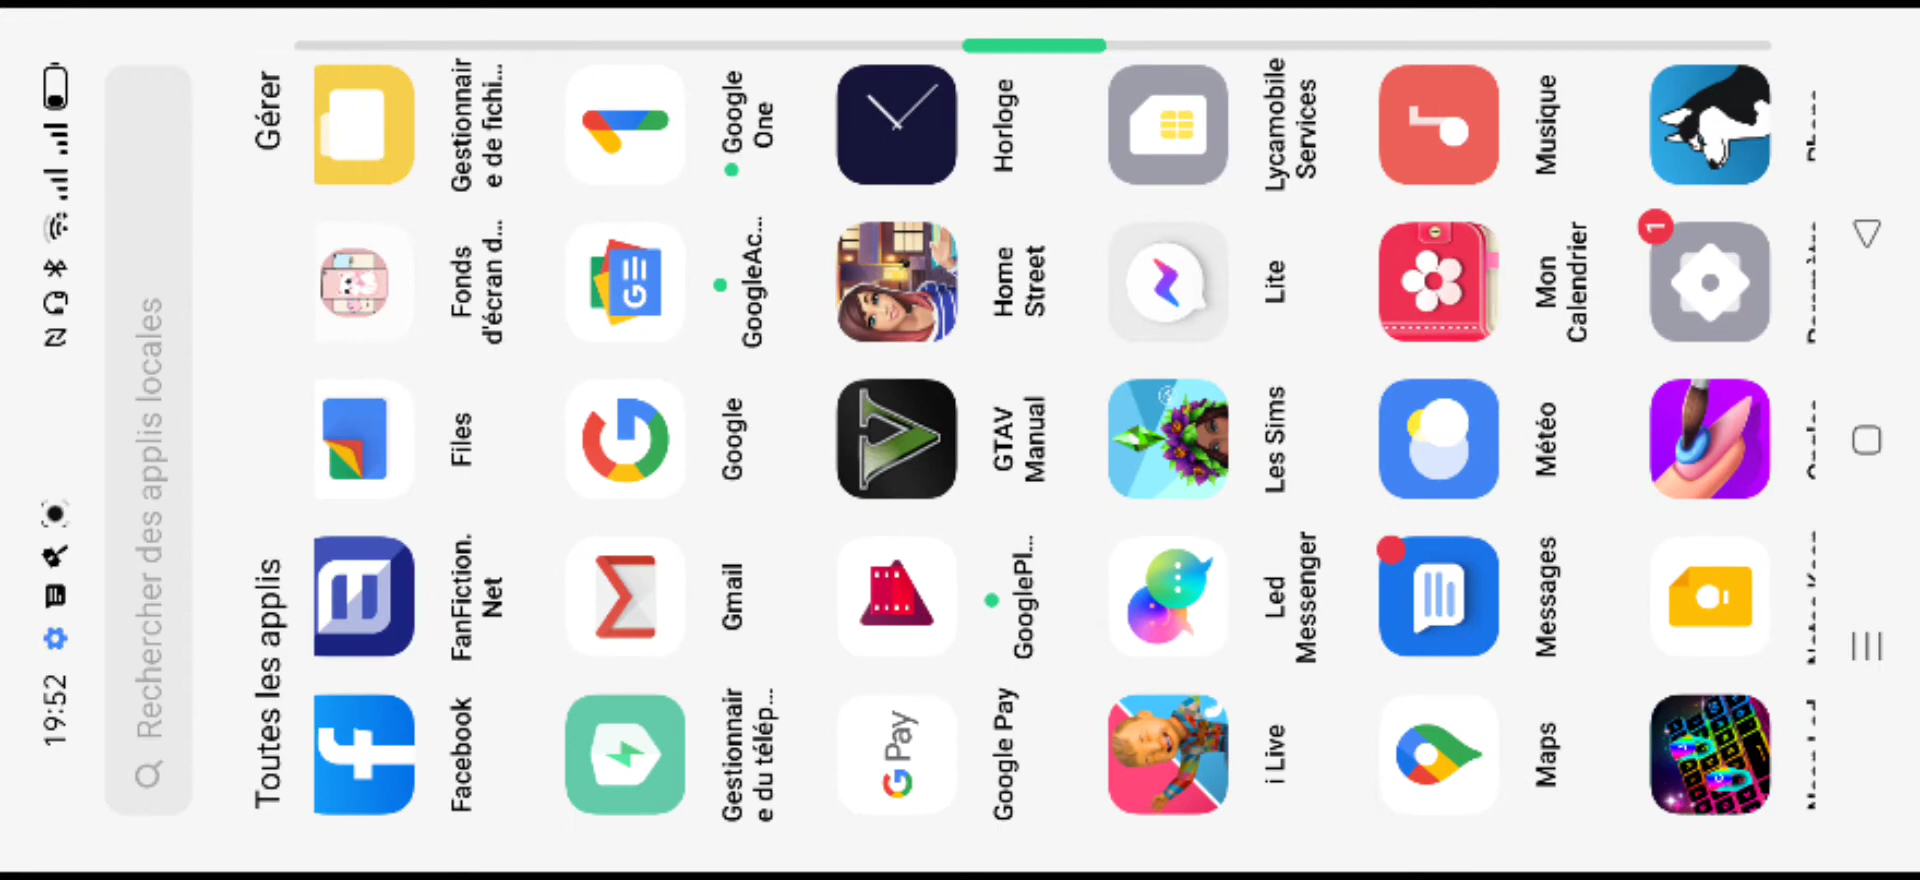 19:52
Rechercher des applis locales
Toutes les applis
Gérer
Facebook
FanFiction.
Net
Files
Fonds
d'écran d...
Gestionnair
e de fichi...
Gestionnair
e du télép...
Gmail
Google
GoogleAc...
Google
One
G Pay
Google Pay
GooglePl...
GTAV
Manual
Home
Street
Horloge
i Live
Led
Messenger
Les Sims
Lite
Lycamobile
Services
Maps
Messages
Météo
Mon
Calendrier
Musique
1